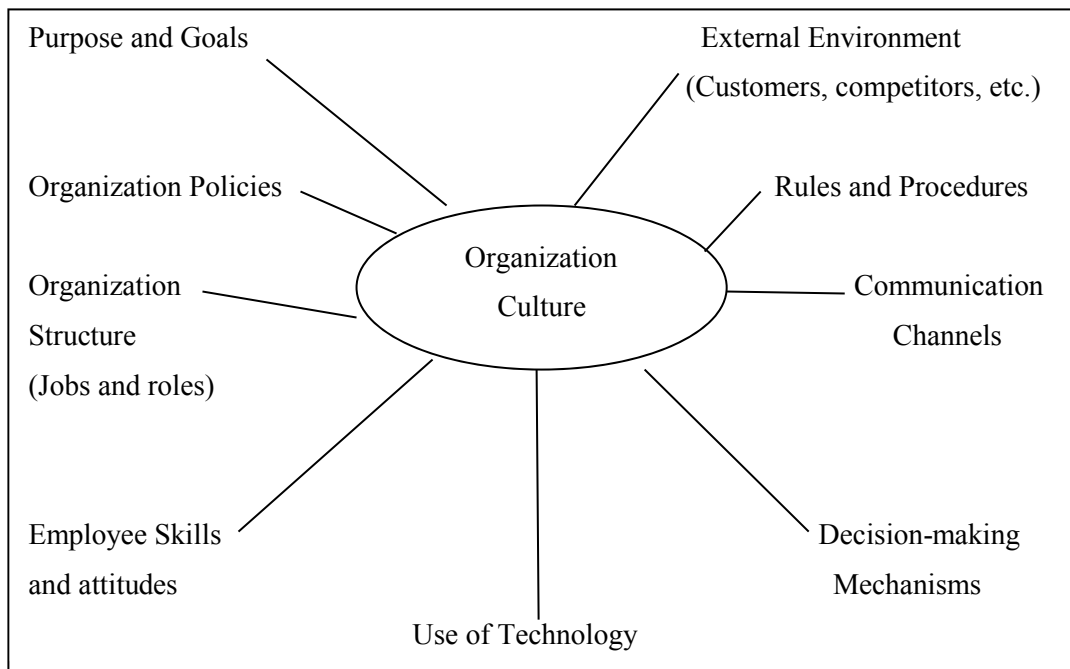 Purpose and Goals
External Environment
(Customers, competitors, etc.)
Organization Policies
Rules and Procedures
Organization
Culture
Organization
Structure
(Jobs and roles)
Communication
Channels
Employee Skills
and attitudes
Decision-making
Mechanisms
Use of Technology